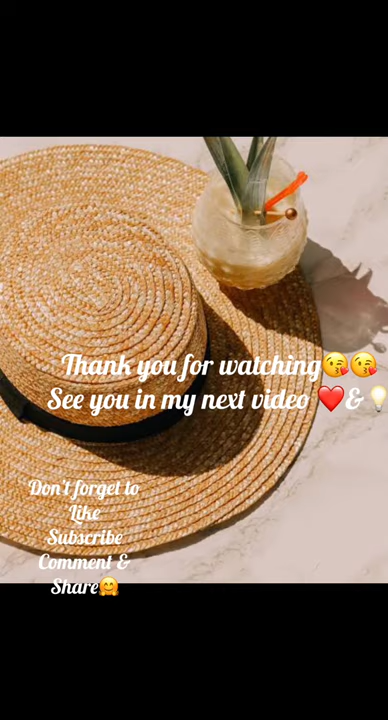 Thank you for watching😘😘
See you in my next video ❤️&💡
Don't forget to
Like
Subscribe
Comment &
Share🤗